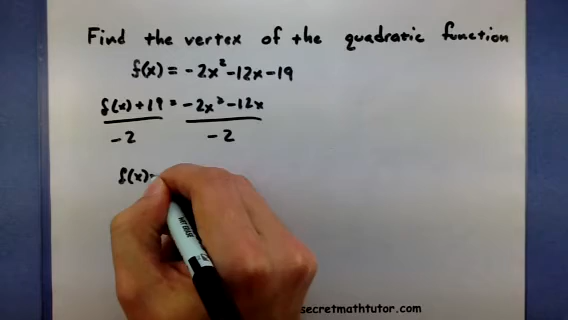 Find the vertex of the quadratic function
f(x) = -2x² -12x -19
f(x) + 19 = -2x² -12x
-2 -2
f(x)=
secretmathtutor.com